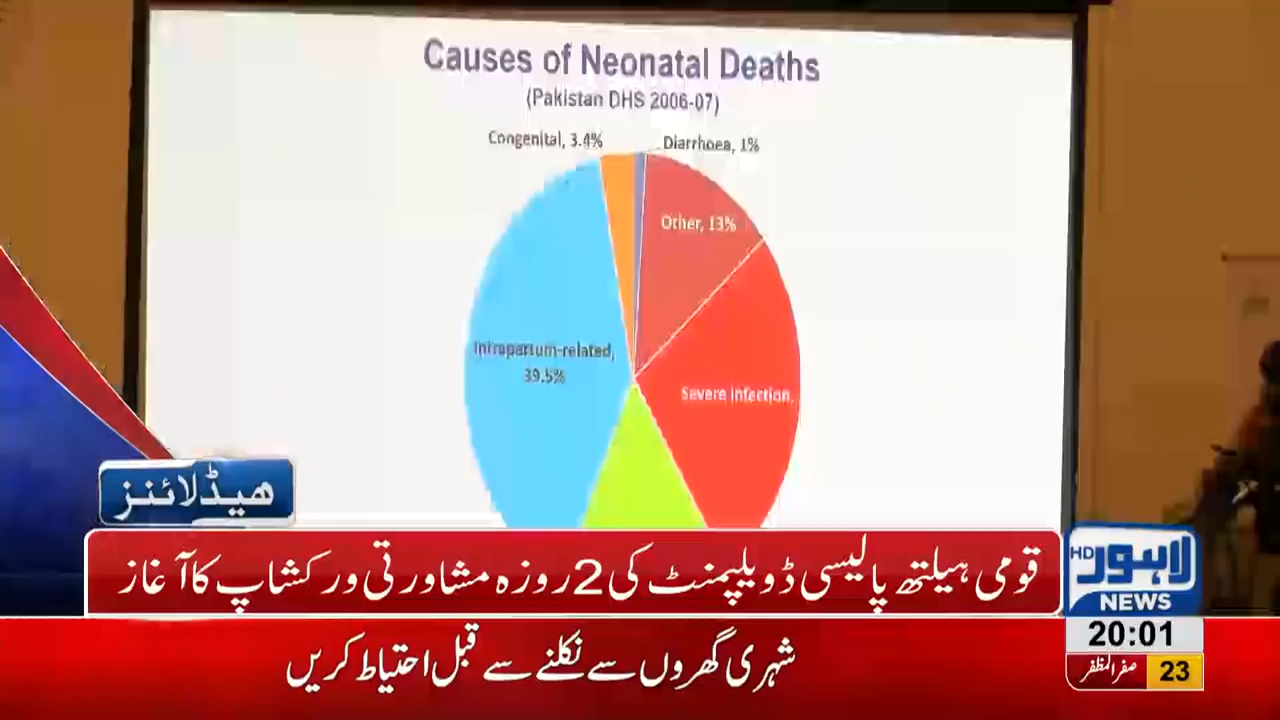 Causes of Neonatal Deaths
(Pakistan DHS 2006-07)
Congenital, 3.4%
Diarrhoea, 1%
Other, 13%
Intrapartum-related,
39.5%
Severe infection,
ھیڈلائنز
قومی ہیلتھ پالیسی ڈویلپمنٹ کی 2 روزہ مشاورتی ورکشاپ کا آغاز
HD لاہور
NEWS
20:01
شہری گھروں سے نکلنے سے قبل احتیاط کریں
صفر المظفر 23